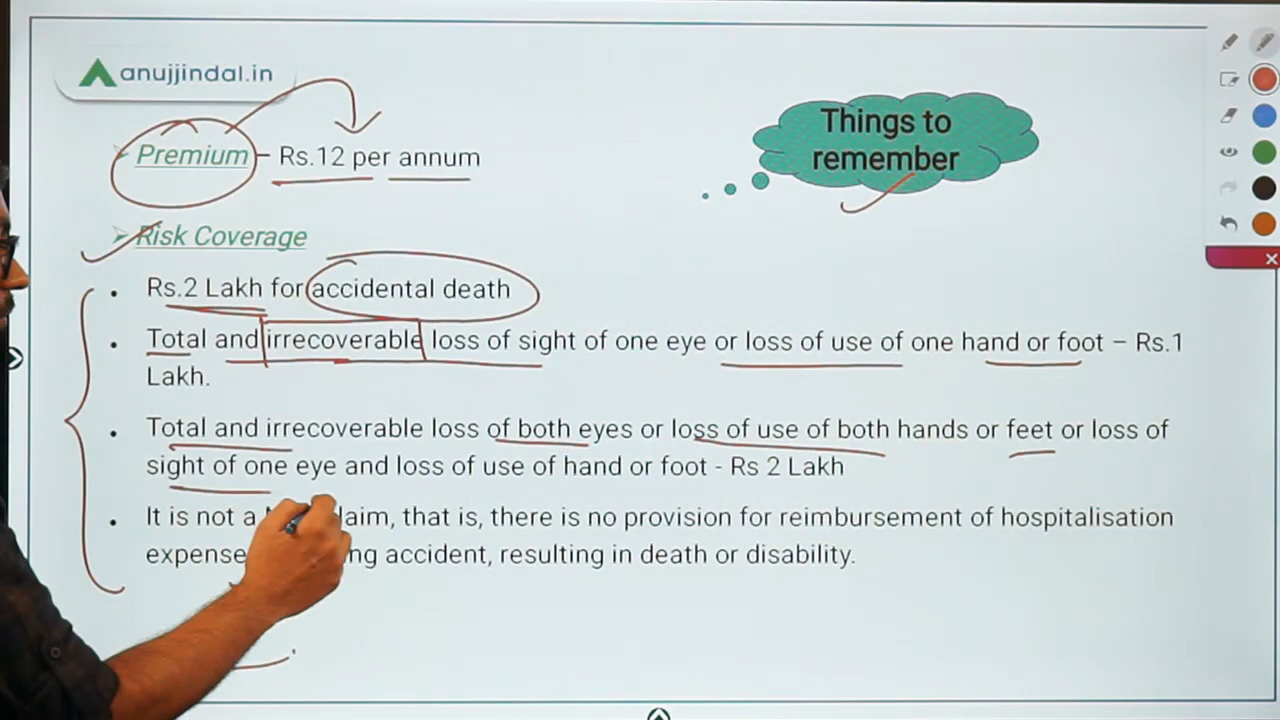 anujjindal.in
Things to
remember
Premium – Rs.12 per annum
Risk Coverage
Rs.2 Lakh for accidental death
Total and irrecoverable loss of sight of one eye or loss of use of one hand or foot – Rs.1
Lakh.
Total and irrecoverable loss of both eyes or loss of use of both hands or feet or loss of
sight of one eye and loss of use of hand or foot - Rs 2 Lakh
It is not a laim, that is, there is no provision for reimbursement of hospitalisation
expense ng accident, resulting in death or disability.